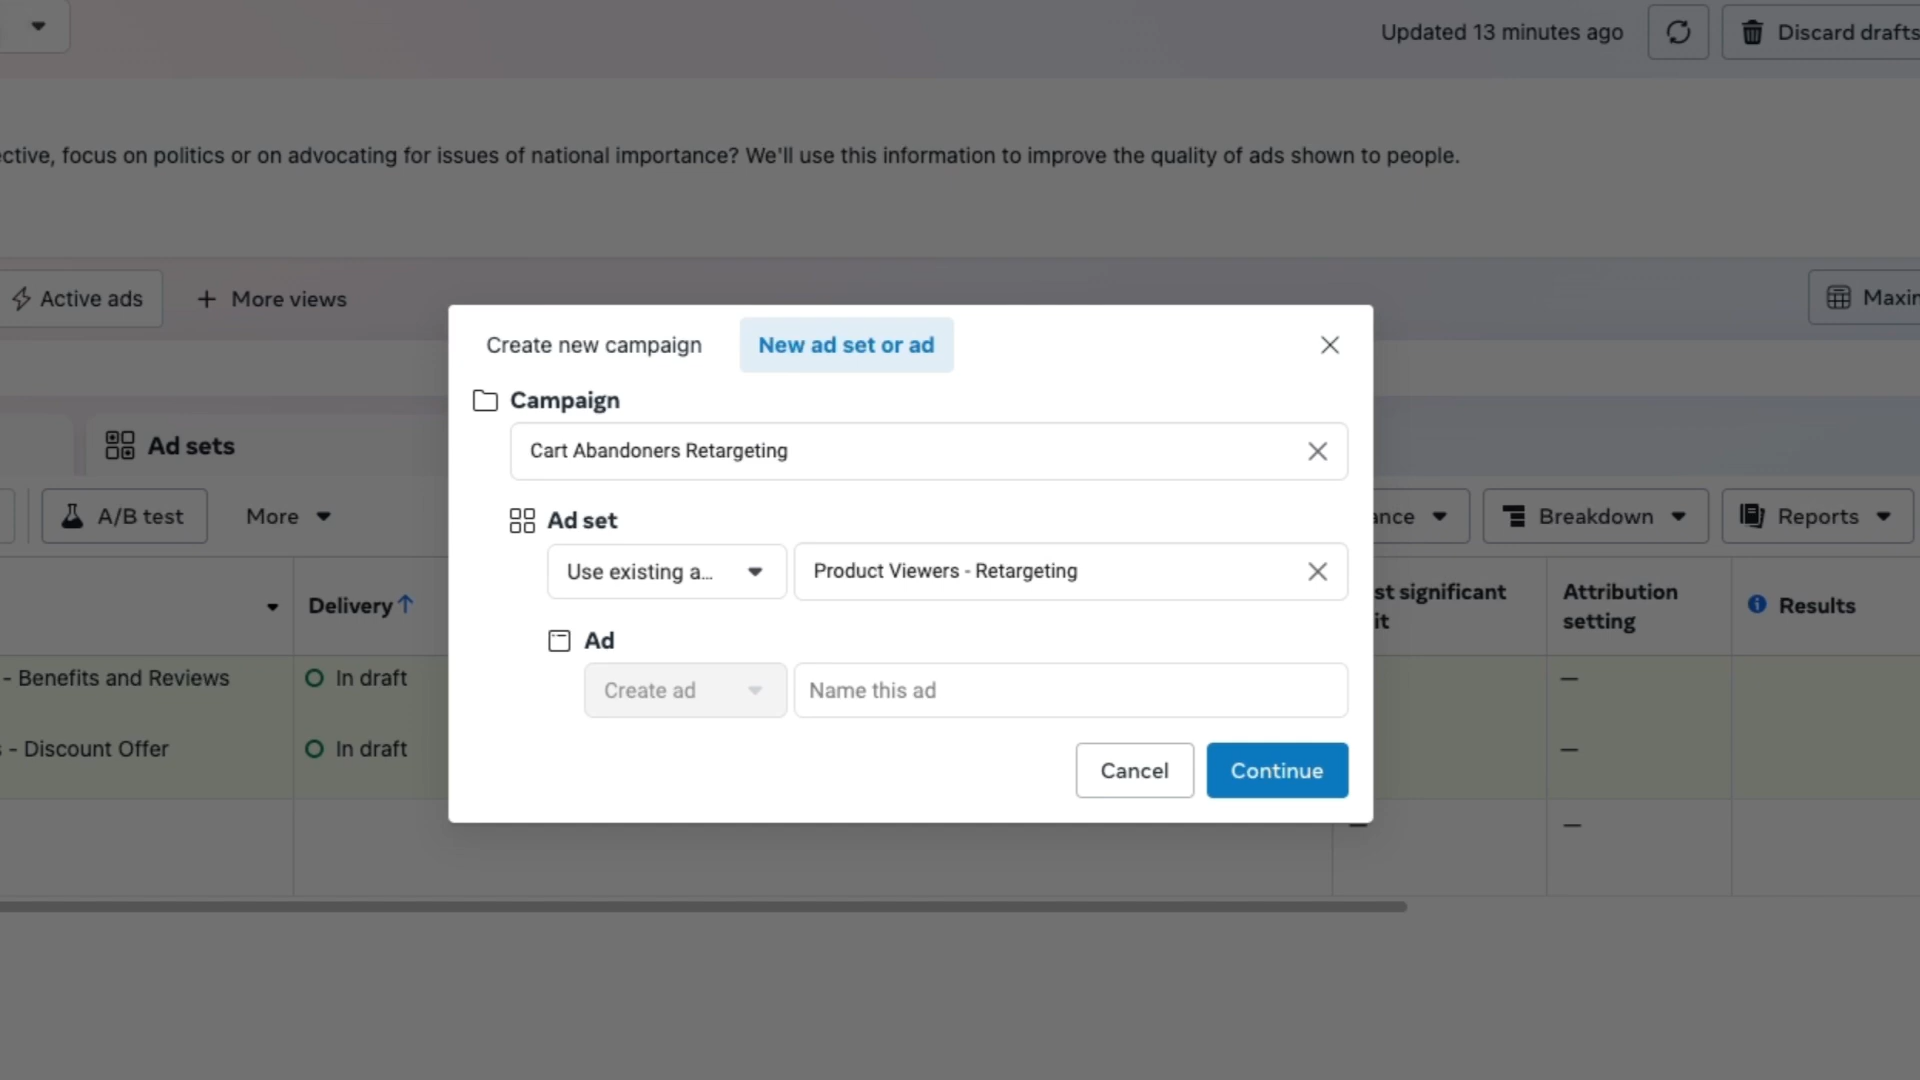 Updated 13 minutes ago
Discard drafts
ctive, focus on politics or on advocating for issues of national importance? We'll use this information to improve the quality of ads shown to people.
Active ads
+ More views
Create new campaign
New ad set or ad
Campaign
Cart Abandoners Retargeting
Ad sets
Ad set
A/B test
More
Breakdown
Reports
Use existing a...
Product Viewers - Retargeting
Delivery
st significant
it
Attribution
setting
Results
Ad
Create ad
Name this ad
- Benefits and Reviews
In draft
—
- Discount Offer
In draft
—
Cancel
Continue
—
—